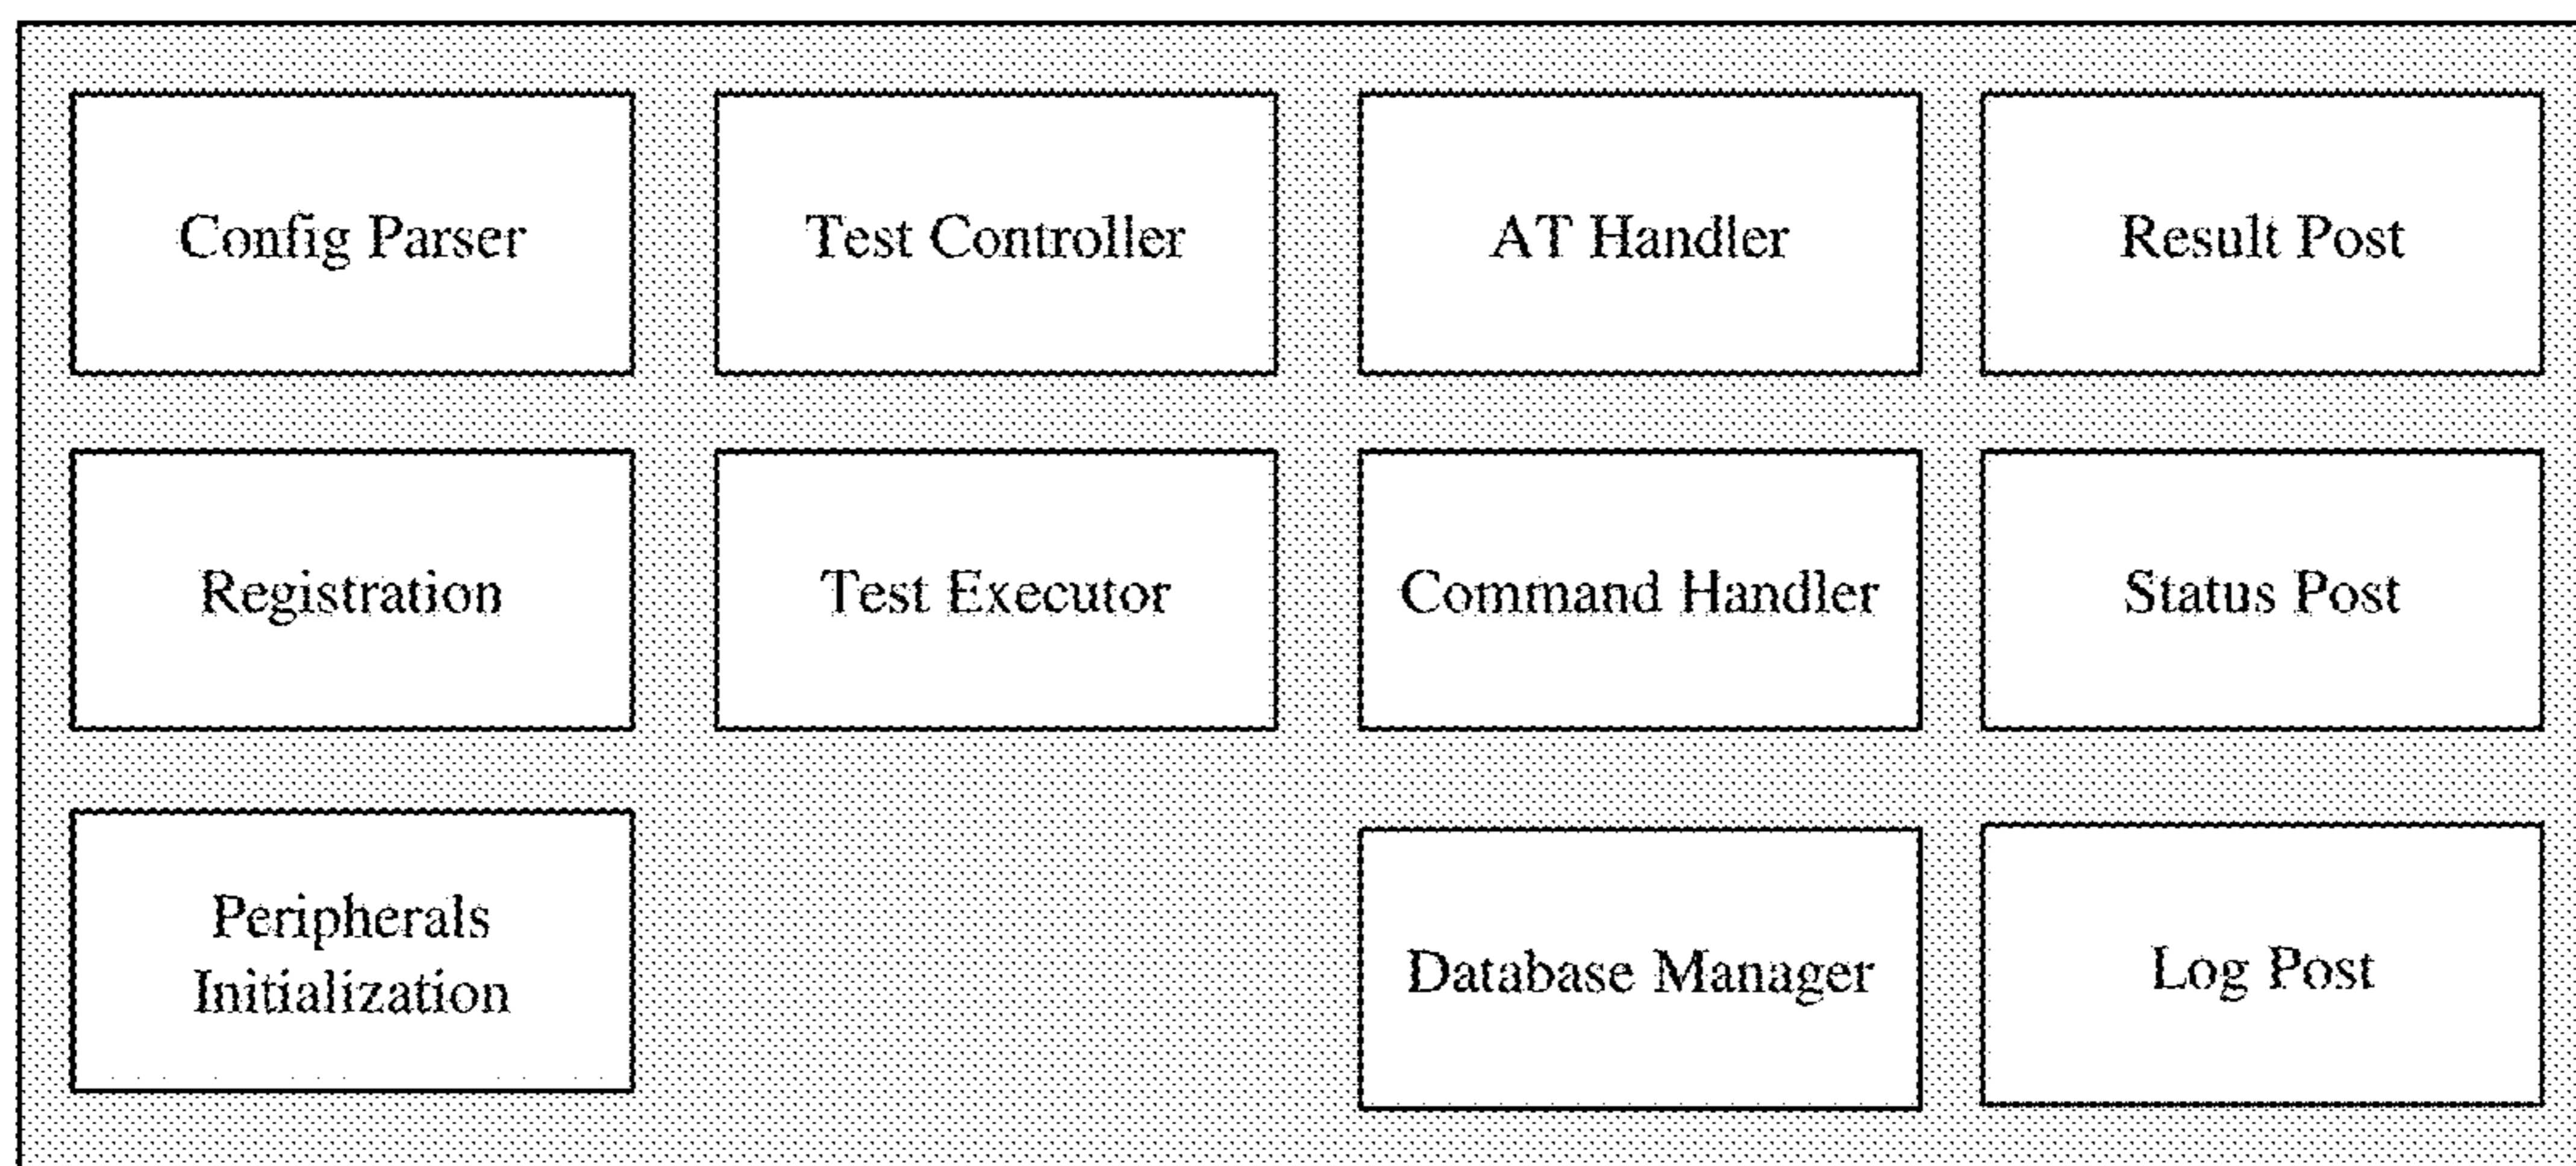 Config Parser
Test Controller
AT Handler
Result Post
Registration
Test Executor
Command Handler
Status Post
Peripherals
Initialization
Database Manager
Log Post